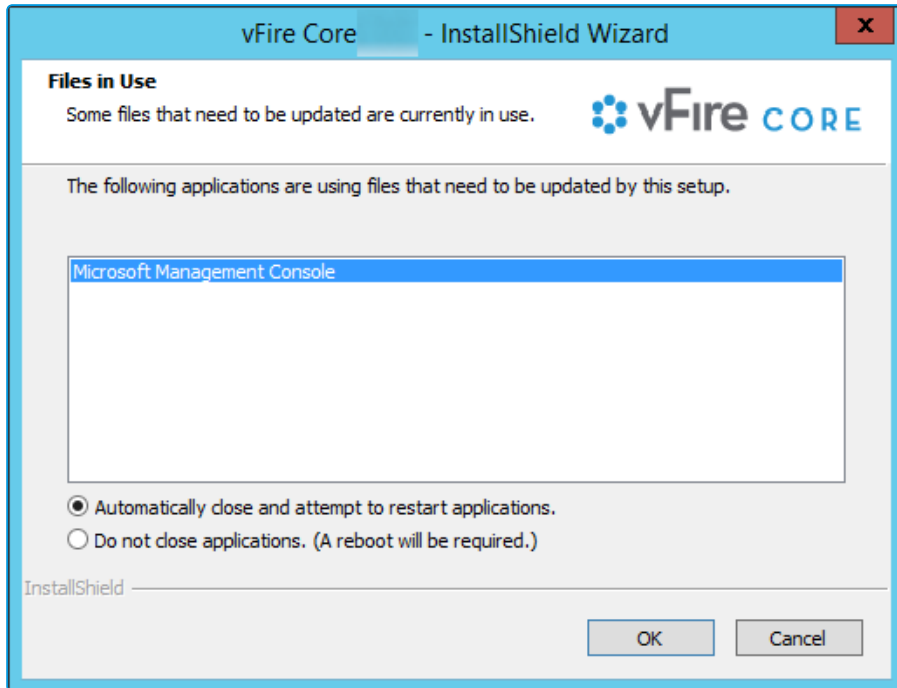 vFire Core - InstallShield Wizard
x
Files in Use
Some files that need to be updated are currently in use.
vFire CORE
The following applications are using files that need to be updated by this setup.
Microsoft Management Console
Automatically close and attempt to restart applications.
Do not close applications. (A reboot will be required.)
InstallShield
OK
Cancel